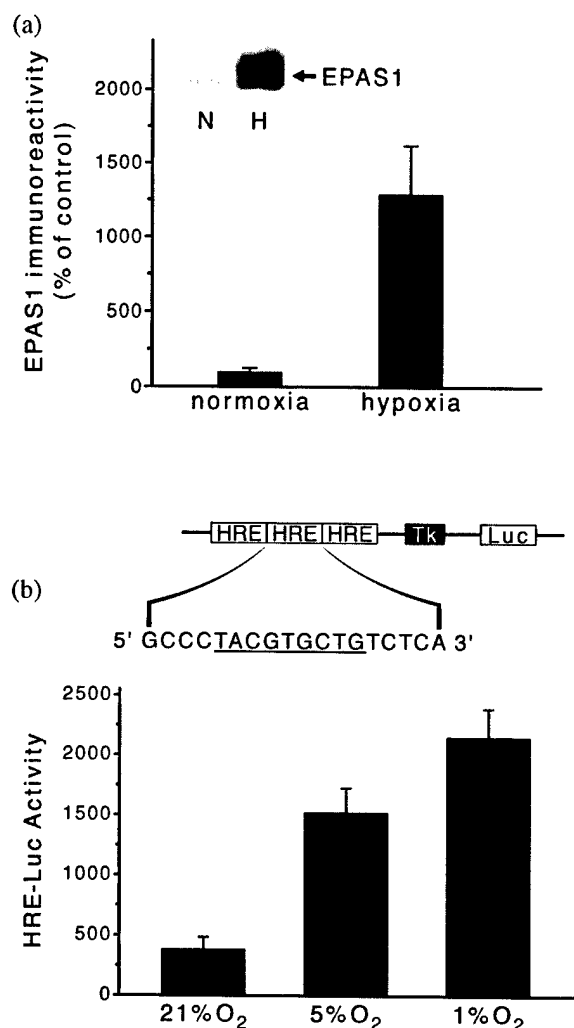 (a)
EPAS1 immunoreactivity
(% of control)
2000
1500
1000
500
0
EPAS1
N H
normoxia hypoxia
HRE HRE HRE Tk Luc
(b)
5' GCCCTACGTGCTGTCTCA 3'
HRE-Luc Activity
2500
2000
1500
1000
500
0
21%O₂ 5%O₂ 1%O₂